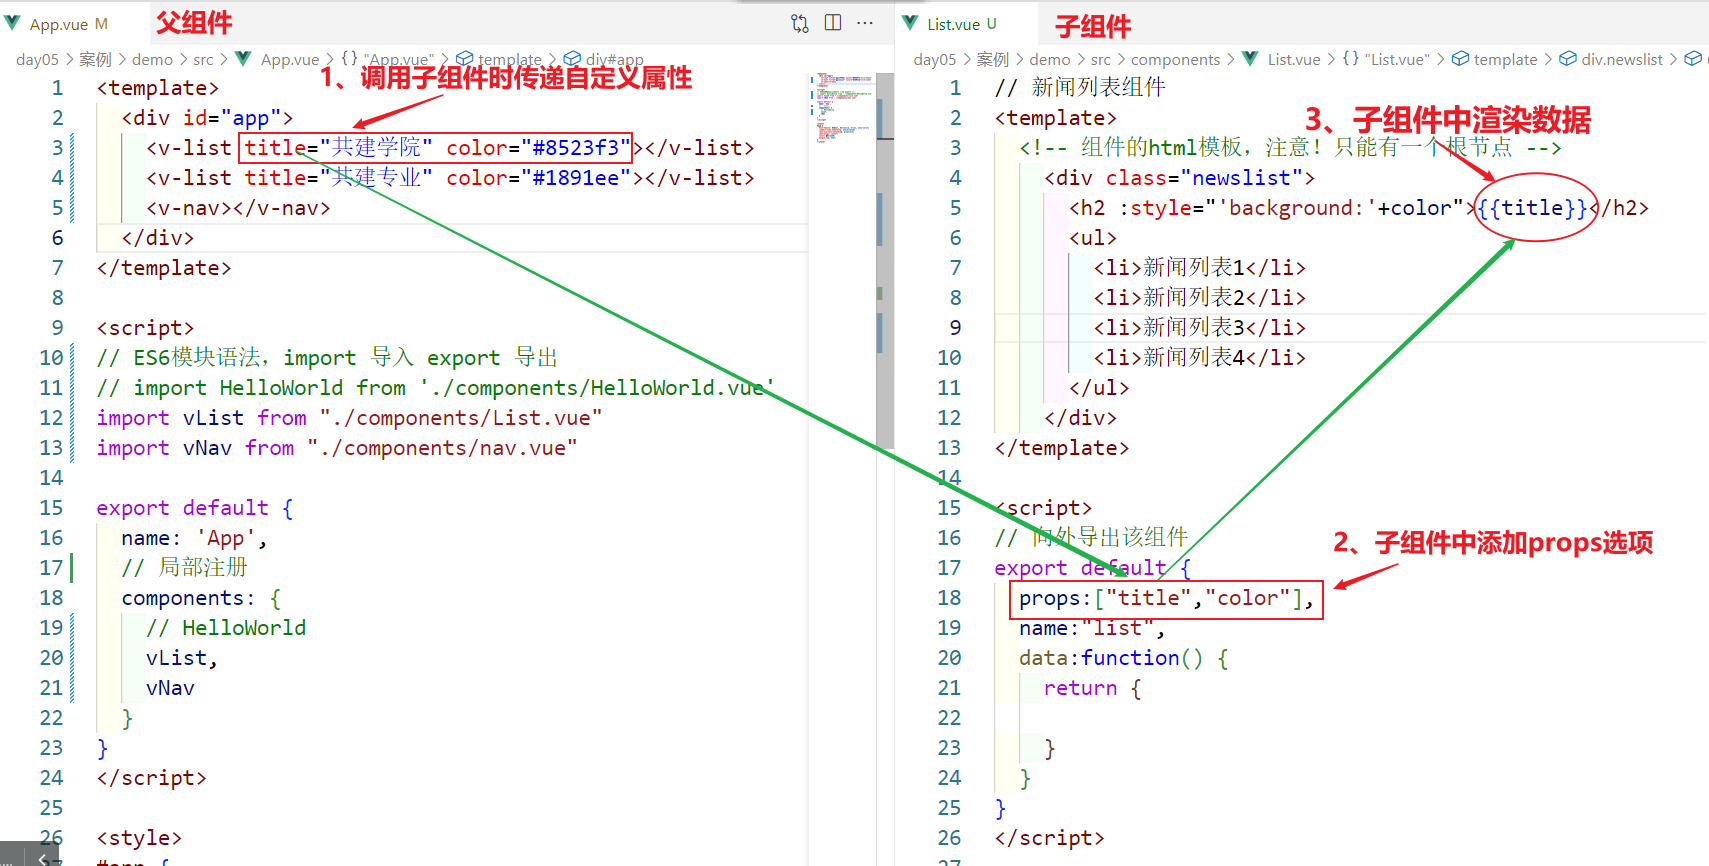 App.vue M
父组件
day05 > 案例 > demo > src > App.vue > {} "App.vue" > template > div#app
1、调用子组件时传递自定义属性
1 <template>
2 <div id="app">
3 <v-list title="共建学院" color="#8523f3"></v-list>
4 <v-list title="共建专业" color="#1891ee"></v-list>
5 <v-nav></v-nav>
6 </div>
7 </template>
8
9 <script>
10 // ES6模块语法，import 导入 export 导出
11 // import HelloWorld from './components/HelloWorld.vue'
12 import vList from "./components/List.vue"
13 import vNav from "./components/nav.vue"
14
15 export default {
16 name: 'App',
17 // 局部注册
18 components: {
19 // HelloWorld
20 vList,
21 vNav
22 }
23 }
24 </script>
25
26 <style>
#app {
List.vue U
子组件
day05 > 案例 > demo > src > components > List.vue > {} "List.vue" > template > div.newslist >
1 // 新闻列表组件
2 <template>
3、子组件中渲染数据
3 <!-- 组件的html模板，注意！只能有一个根节点 -->
4 <div class="newslist">
5 <h2 :style="'background:'+color">{{title}}</h2>
6 <ul>
7 <li>新闻列表1</li>
8 <li>新闻列表2</li>
9 <li>新闻列表3</li>
10 <li>新闻列表4</li>
11 </ul>
12 </div>
13 </template>
14
15 <script>
16 // 向外导出该组件
2、子组件中添加props选项
17 export default {
18 props:["title","color"],
19 name:"list",
20 data:function() {
21 return {
22
23 }
24 }
25 }
26 </script>
27